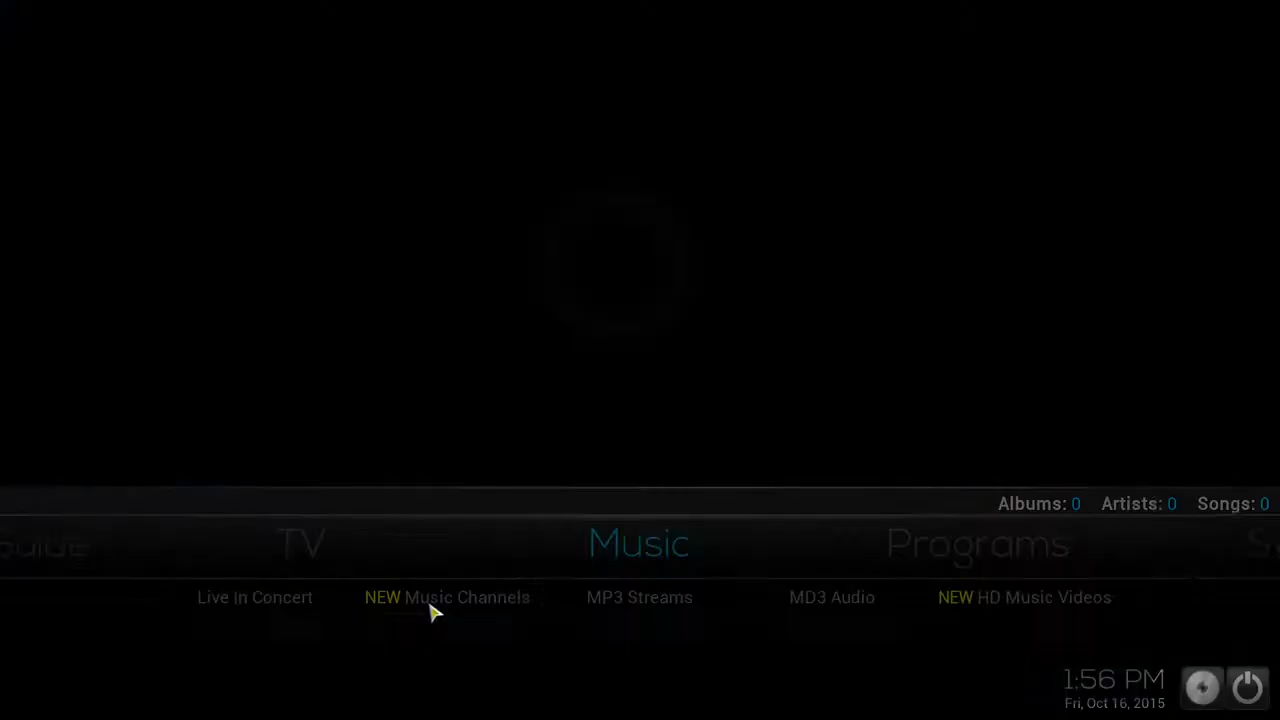 Albums: 0 Artists: 0 Songs: 0
Guide TV Music Programs
Live In Concert NEW Music Channels MP3 Streams MD3 Audio NEW HD Music Videos
1:56 PM
Fri, Oct 16, 2015